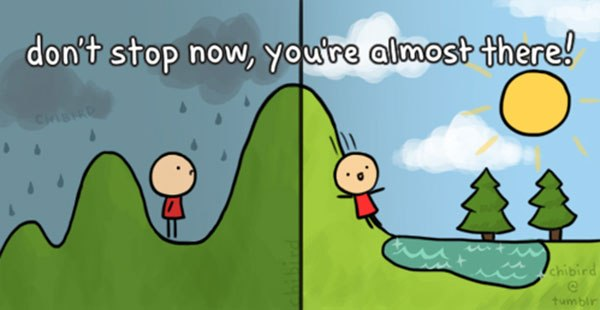 don't stop now, you're almost there!
CHIBIRD
chibird
chibird
@
tumblr